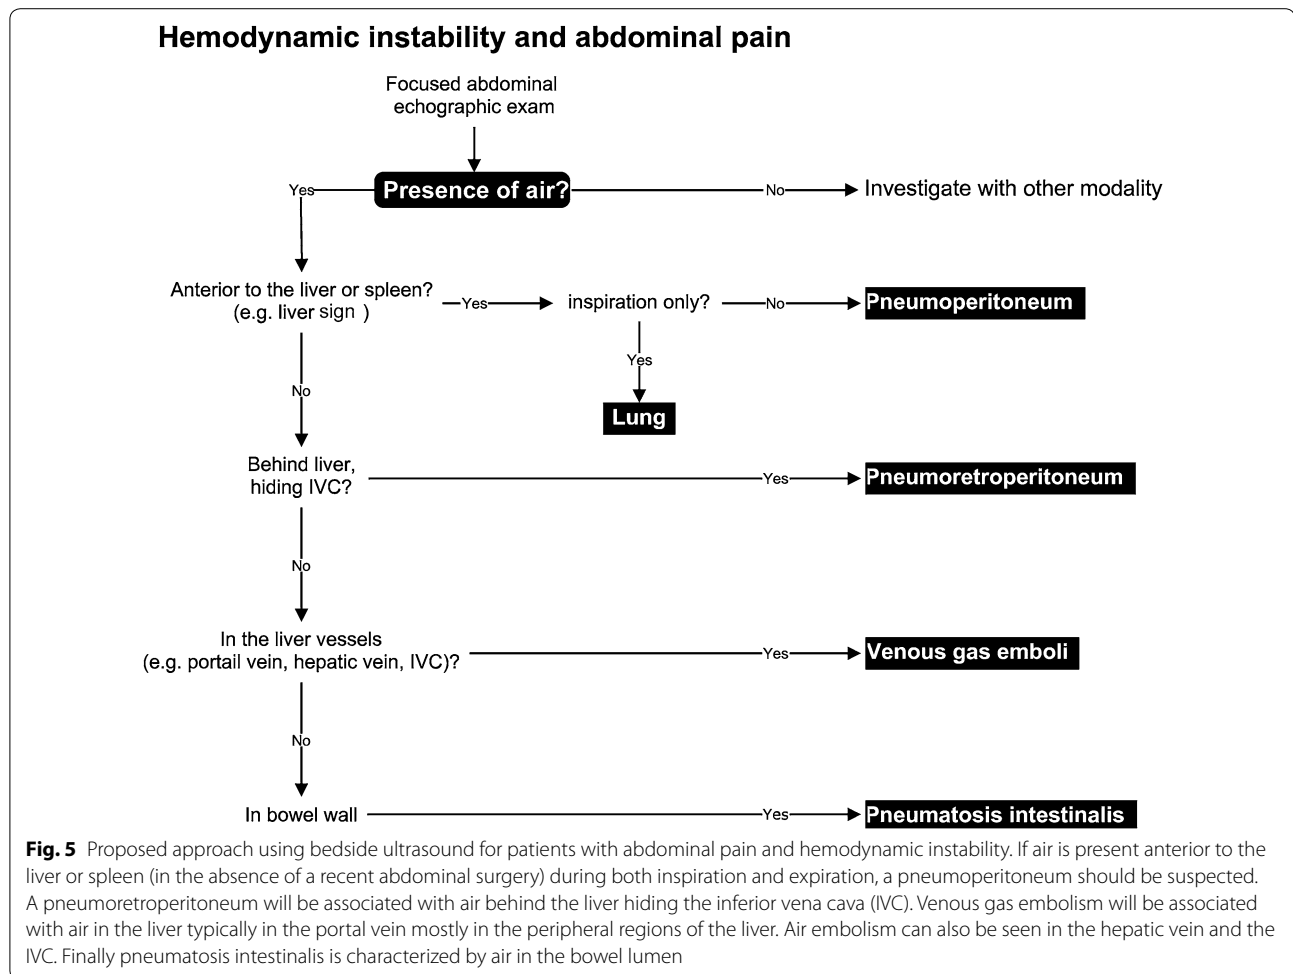 Hemodynamic instability and abdominal pain
Focused abdominal
echographic exam
Yes
Presence of air?
No
Investigate with other modality
Anterior to the liver or spleen?
(e.g. liver sign )
Yes
inspiration only?
No
Pneumoperitoneum
Yes
No
Lung
Behind liver,
hiding IVC?
Yes
Pneumoretroperitoneum
No
In the liver vessels
(e.g. portail vein, hepatic vein, IVC)?
Yes
Venous gas emboli
No
In bowel wall
Yes
Pneumatosis intestinalis
Fig. 5 Proposed approach using bedside ultrasound for patients with abdominal pain and hemodynamic instability. If air is present anterior to the
liver or spleen (in the absence of a recent abdominal surgery) during both inspiration and expiration, a pneumoperitoneum should be suspected.
A pneumoretroperitoneum will be associated with air behind the liver hiding the inferior vena cava (IVC). Venous gas embolism will be associated
with air in the liver typically in the portal vein mostly in the peripheral regions of the liver. Air embolism can also be seen in the hepatic vein and the
IVC. Finally pneumatosis intestinalis is characterized by air in the bowel lumen